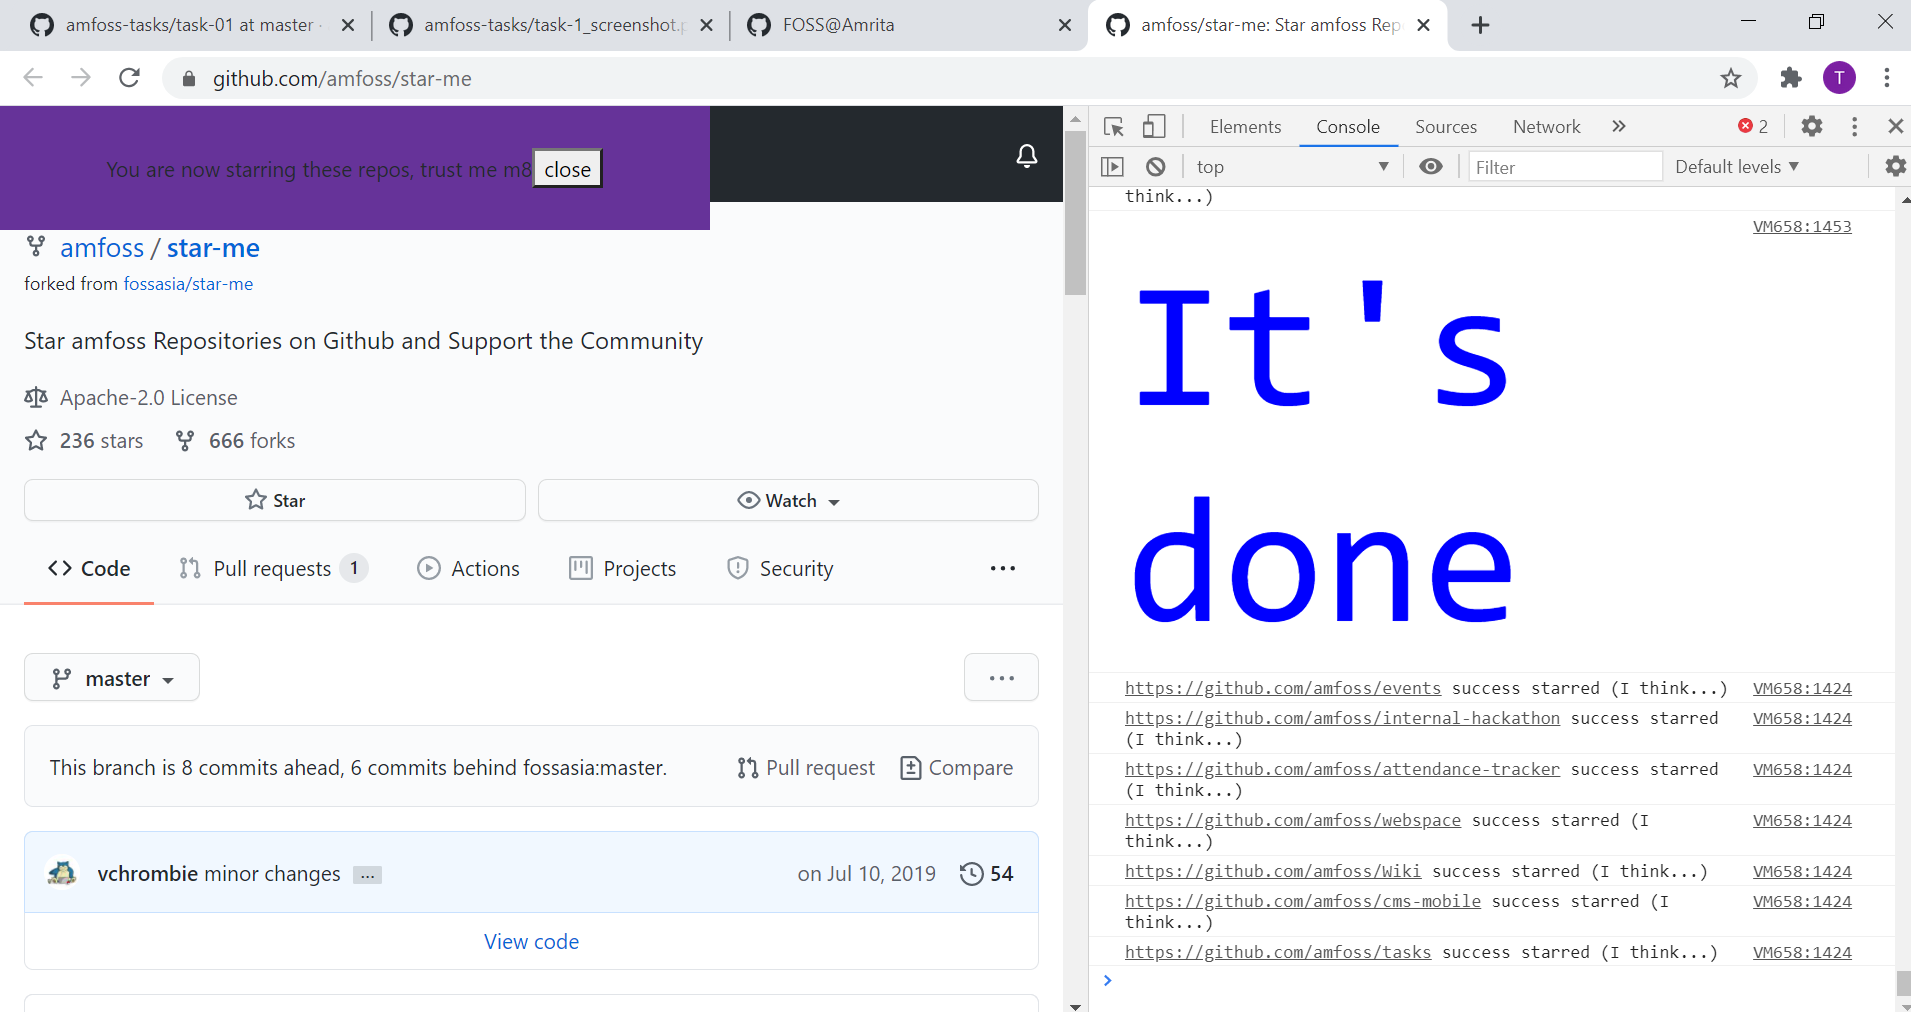 amfoss-tasks/task-01 at master ·
amfoss-tasks/task-1_screenshot.p
FOSS@Amrita
amfoss/star-me: Star amfoss Rep
github.com/amfoss/star-me
T
You are now starring these repos, trust me m8
close
amfoss / star-me
forked from fossasia/star-me
Star amfoss Repositories on Github and Support the Community
Apache-2.0 License
236 stars 666 forks
Star
Watch
Code
Pull requests 1
Actions
Projects
Security
master
This branch is 8 commits ahead, 6 commits behind fossasia:master.
Pull request
Compare
vchrombie minor changes ...
on Jul 10, 2019
54
View code
Elements Console Sources Network
2
top
Filter
Default levels
think...)
VM658:1453
It's
done
https://github.com/amfoss/events success starred (I think...) VM658:1424
https://github.com/amfoss/internal-hackathon success starred VM658:1424
(I think...)
https://github.com/amfoss/attendance-tracker success starred VM658:1424
(I think...)
https://github.com/amfoss/webspace success starred (I VM658:1424
think...)
https://github.com/amfoss/Wiki success starred (I think...) VM658:1424
https://github.com/amfoss/cms-mobile success starred (I VM658:1424
think...)
https://github.com/amfoss/tasks success starred (I think...) VM658:1424